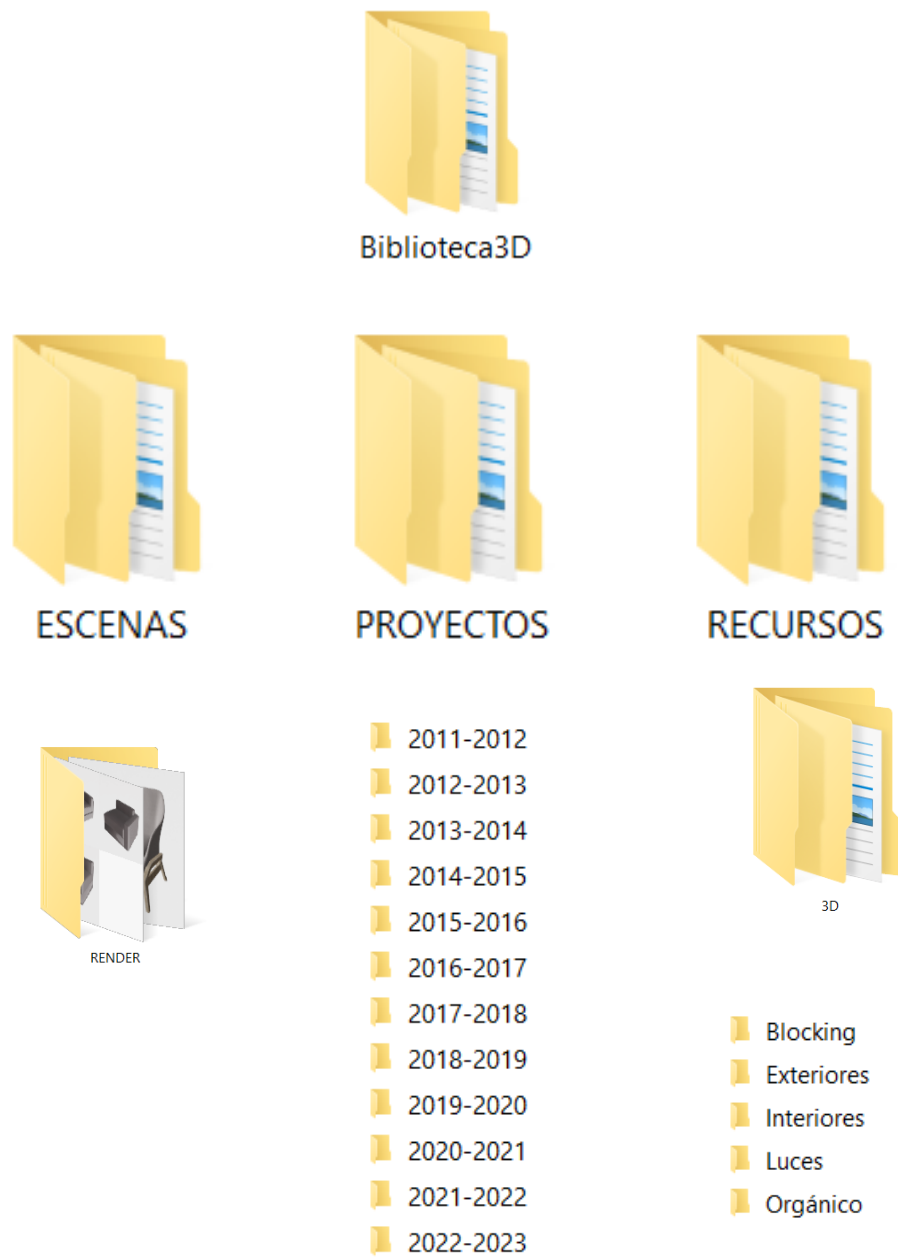 Biblioteca3D
ESCENAS
PROYECTOS
RECURSOS
RENDER
2011-2012
2012-2013
2013-2014
2014-2015
2015-2016
2016-2017
2017-2018
2018-2019
2019-2020
2020-2021
2021-2022
2022-2023
3D
Blocking
Exteriores
Interiores
Luces
Orgánico